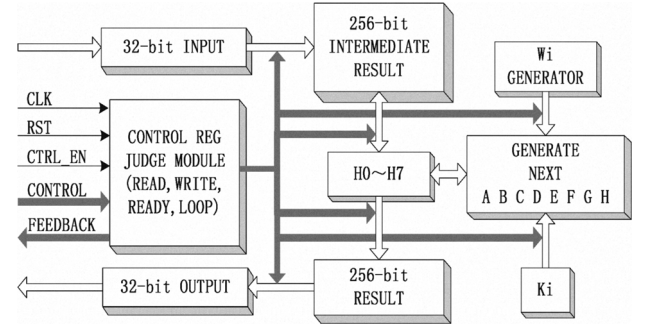 32-bit INPUT
256-bit
INTERMEDIATE
RESULT
Wi
GENERATOR
CLK
RST
CTRL_EN
CONTROL
FEEDBACK
CONTROL REG
JUDGE MODULE
(READ,WRITE,
READY,LOOP)
H0～H7
GENERATE
NEXT
A B C D E F G H
32-bit OUTPUT
256-bit
RESULT
Ki